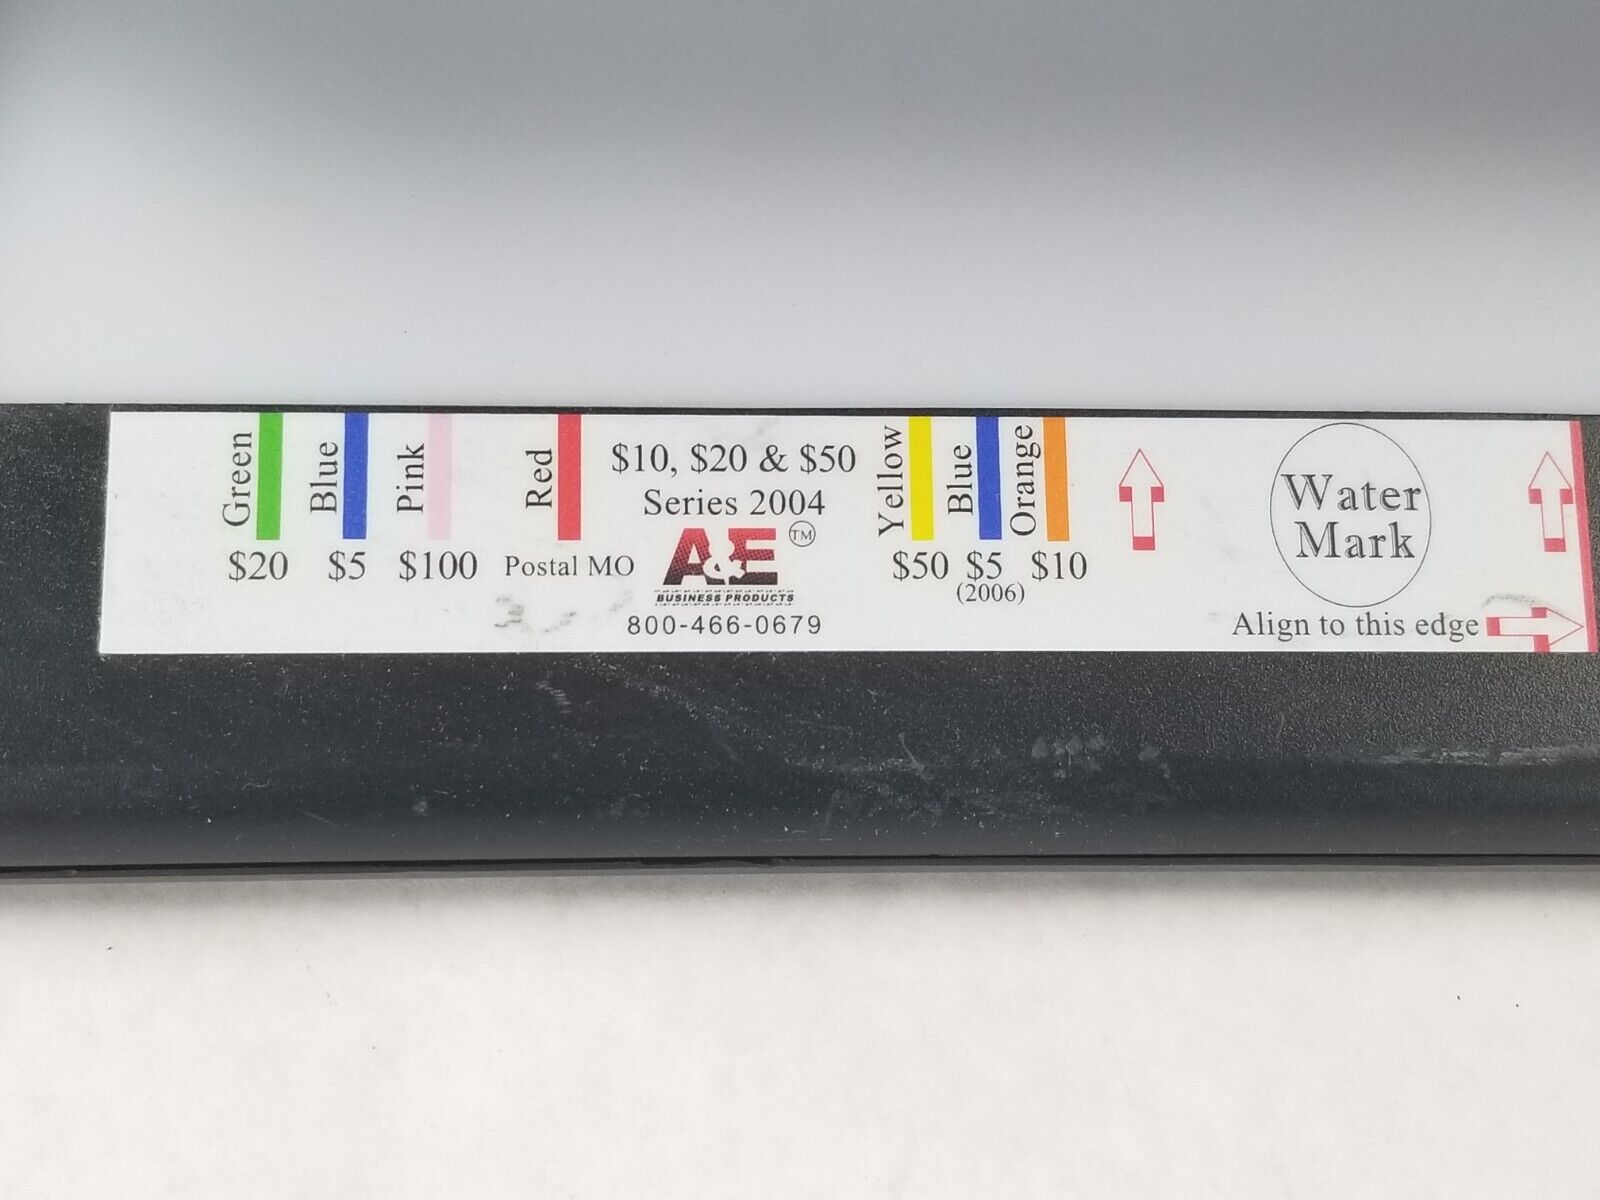 Green
Blue
Pink
Red
$10, $20 & $50
Series 2004
Yellow
Blue
Orange
$20
$5
$100
Postal MO
A&E
TM
BUSINESS PRODUCTS
800-466-0679
$50
$5
(2006)
$10
Water
Mark
Align to this edge